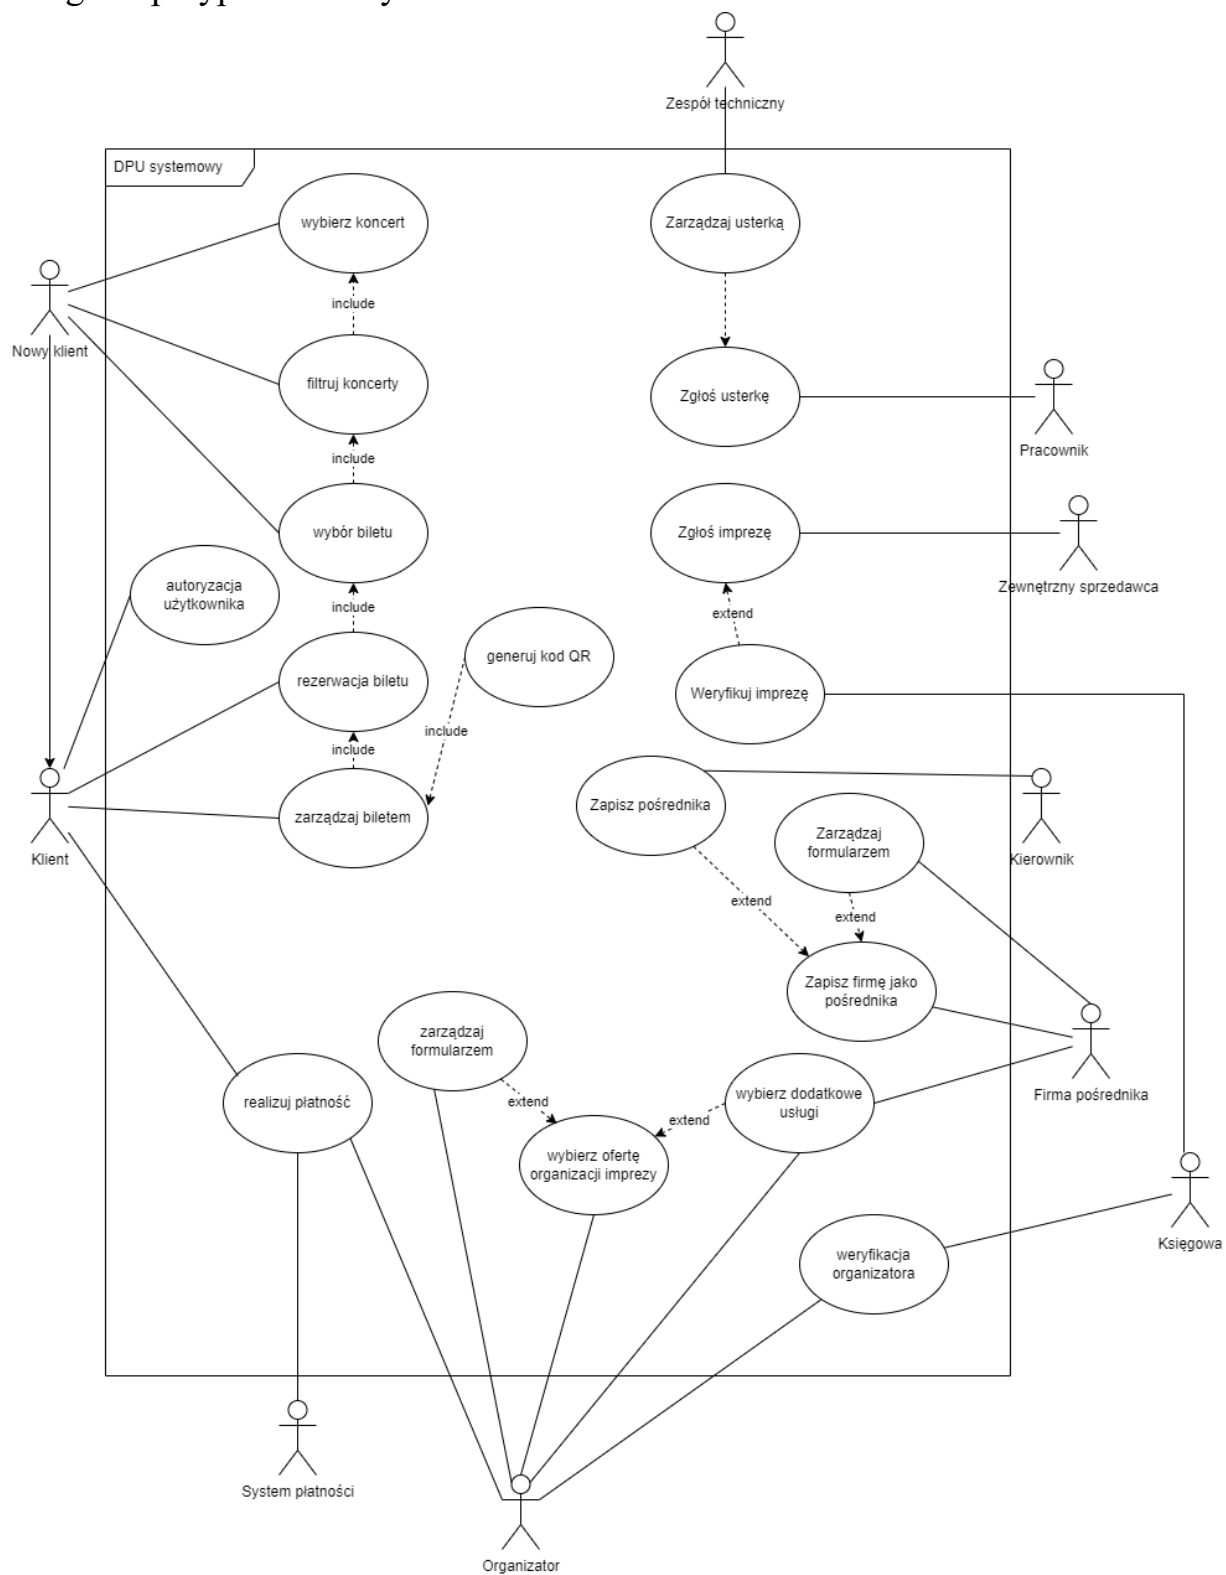 Zespół techniczny
DPU systemowy
wybierz koncert
Zarządzaj usterką
include
Nowy klient
filtruj koncerty
Zgłoś usterkę
Pracownik
include
wybór biletu
Zgłoś imprezę
autoryzacja
użytkownika
Zewnętrzny sprzedawca
include
extend
generuj kod QR
rezerwacja biletu
Weryfikuj imprezę
include
include
Zapisz pośrednika
zarządzaj biletem
Zarządzaj
formularzem
Klient
Kierownik
extend
extend
Zapisz firmę jako
pośrednika
zarządzaj
formularzem
realizuj płatność
wybierz dodatkowe
usługi
Firma pośrednika
extend
extend
wybierz ofertę
organizacji imprezy
Księgowa
weryfikacja
organizatora
System płatności
Organizator